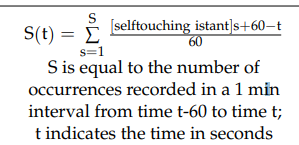 S(t) = S∑s=1 [selftouching istant]s+60−t / 60
S is equal to the number of
occurrences recorded in a 1 min
interval from time t-60 to time t;
t indicates the time in seconds